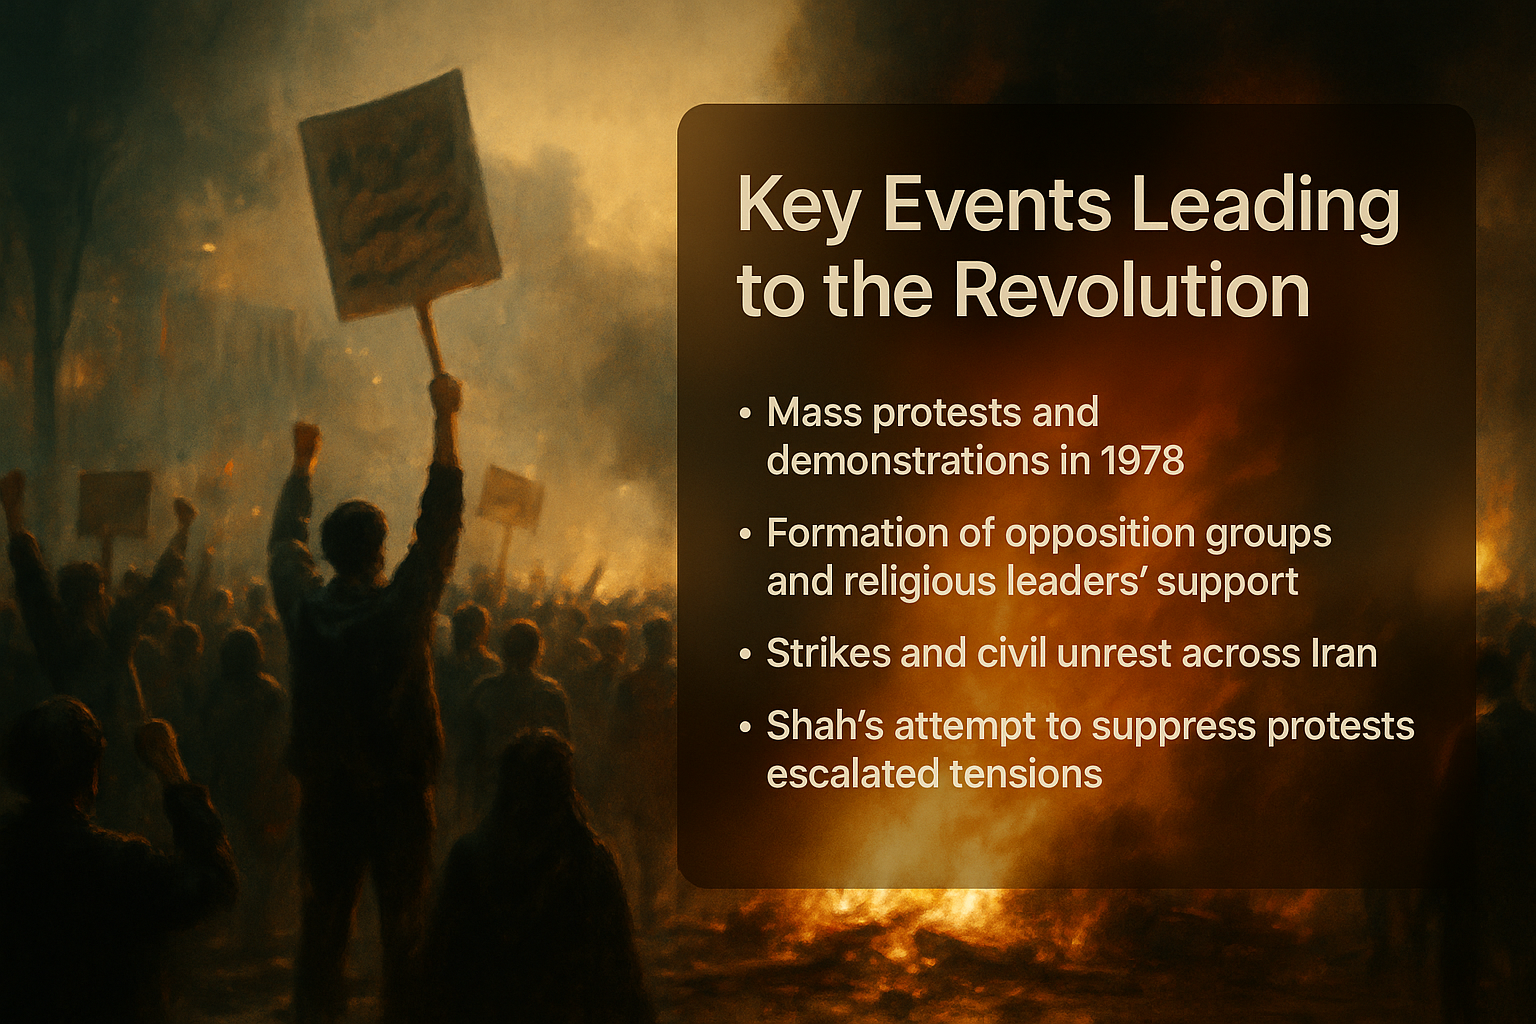 Key Events Leading
to the Revolution
• Mass protests and
demonstrations in 1978
• Formation of opposition groups
and religious leaders’ support
• Strikes and civil unrest across Iran
• Shah’s attempt to suppress protests
escalated tensions